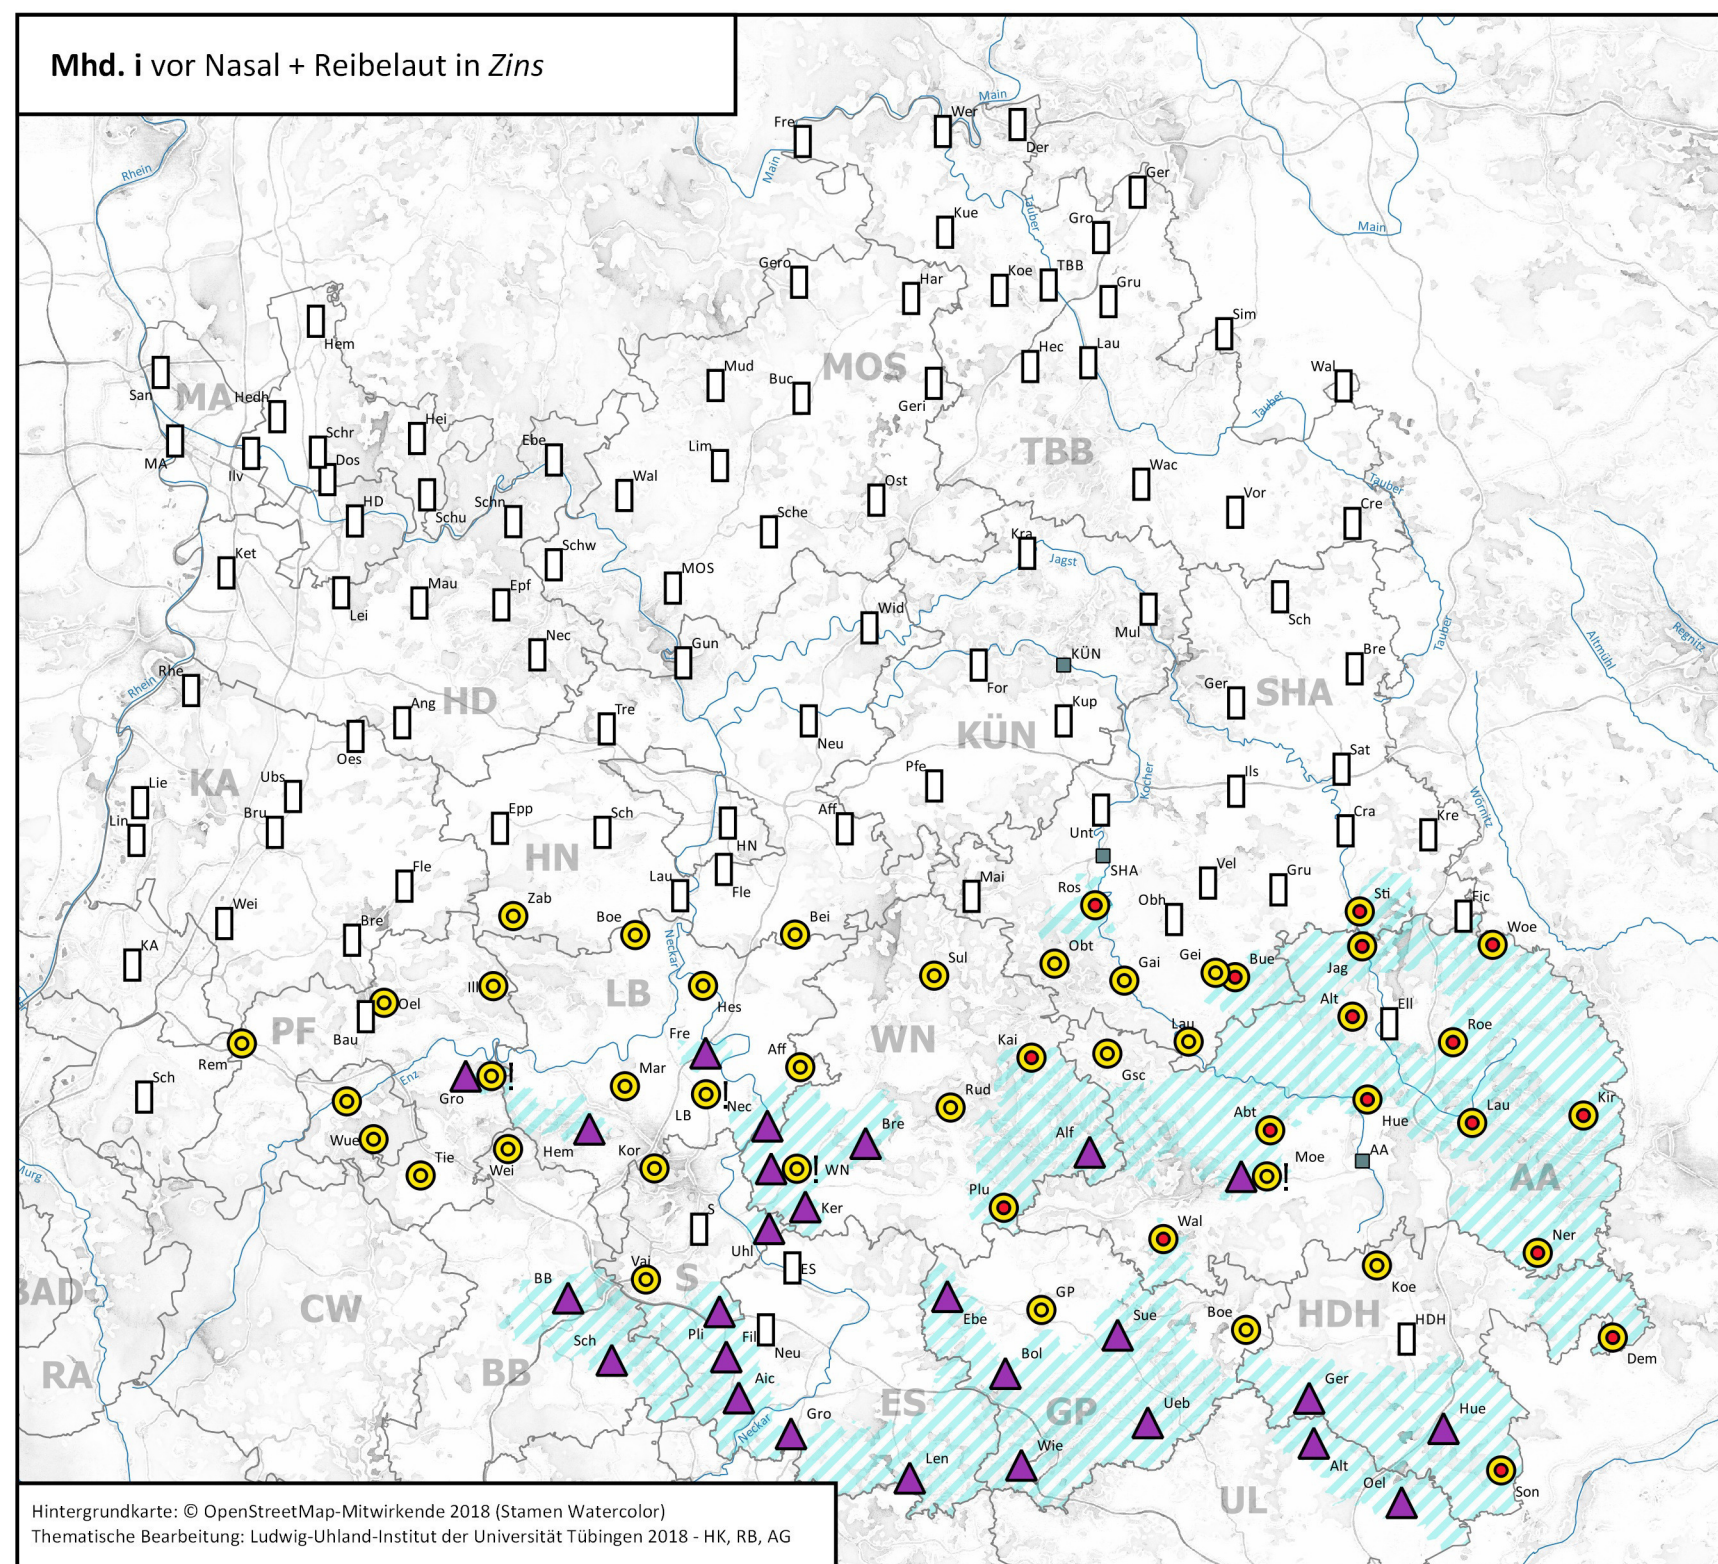 Mhd. i vor Nasal + Reibelaut in Zins
Main
Wer
Fre
Der
Main
Rhein
Ger
Tauber
Kue
Gro
Main
Gero
Har
Koe
TBB
Gru
Hem
Sim
Hec
Lau
San
MA
Hedh
Mud
Buc
MOS
Geri
Wal
Tauber
Hei
Schr
Ebe
Lim
TBB
MA
Ilv
Dos
Wal
Ost
Wac
Tauber
HD
Schu
Schn
Sche
Vor
Cre
Ket
Schw
Kra
Jagst
Lei
Mau
Epf
MOS
Wid
Mul
Sch
Tauber
Altmühl
Regnitz
Nec
Gun
KÜN
Bre
Rhe
Rhein
HD
For
Ger
SHA
Ang
Tre
Neu
KÜN
Kup
Oes
Sat
Lie
KA
Ubs
Pfe
Kocher
Ils
Wörnitz
Lin
Bru
Epp
Sch
HN
Aff
Unt
Cra
Kre
HN
Fle
Lau
Fle
Mai
SHA
Vel
Gru
Ros
Obh
Sti
Fic
Wei
Zab
Boe
Bei
Woe
KA
Bre
Neckar
Sul
Obt
Gai
Gei
Bue
Jag
Ill
LB
Hes
Oel
PF
Bau
Rem
Fre
WN
Aff
Kai
Gsc
Lau
Alt
Ell
Roe
Sch
Enz
Gro
!
Mar
LB
!
Nec
Rud
Abt
Hue
Lau
Kir
Wue
Tie
Wei
Hem
Kor
!
WN
Bre
Alf
Moe
!
AA
AA
Murg
S
Uhl
Ker
Plu
Wal
Ner
BAD
CW
BB
Vai
S
ES
Koe
Sch
Pli
Fil
Neu
Ebe
GP
Sue
Boe
HDH
HDH
Dem
RA
BB
Aic
Bol
Neckar
Gro
ES
GP
Ueb
Ger
Hue
Len
Wie
Alt
Oel
Son
UL
Hintergrundkarte: © OpenStreetMap-Mitwirkende 2018 (Stamen Watercolor)
Thematische Bearbeitung: Ludwig-Uhland-Institut der Universität Tübingen 2018 - HK, RB, AG